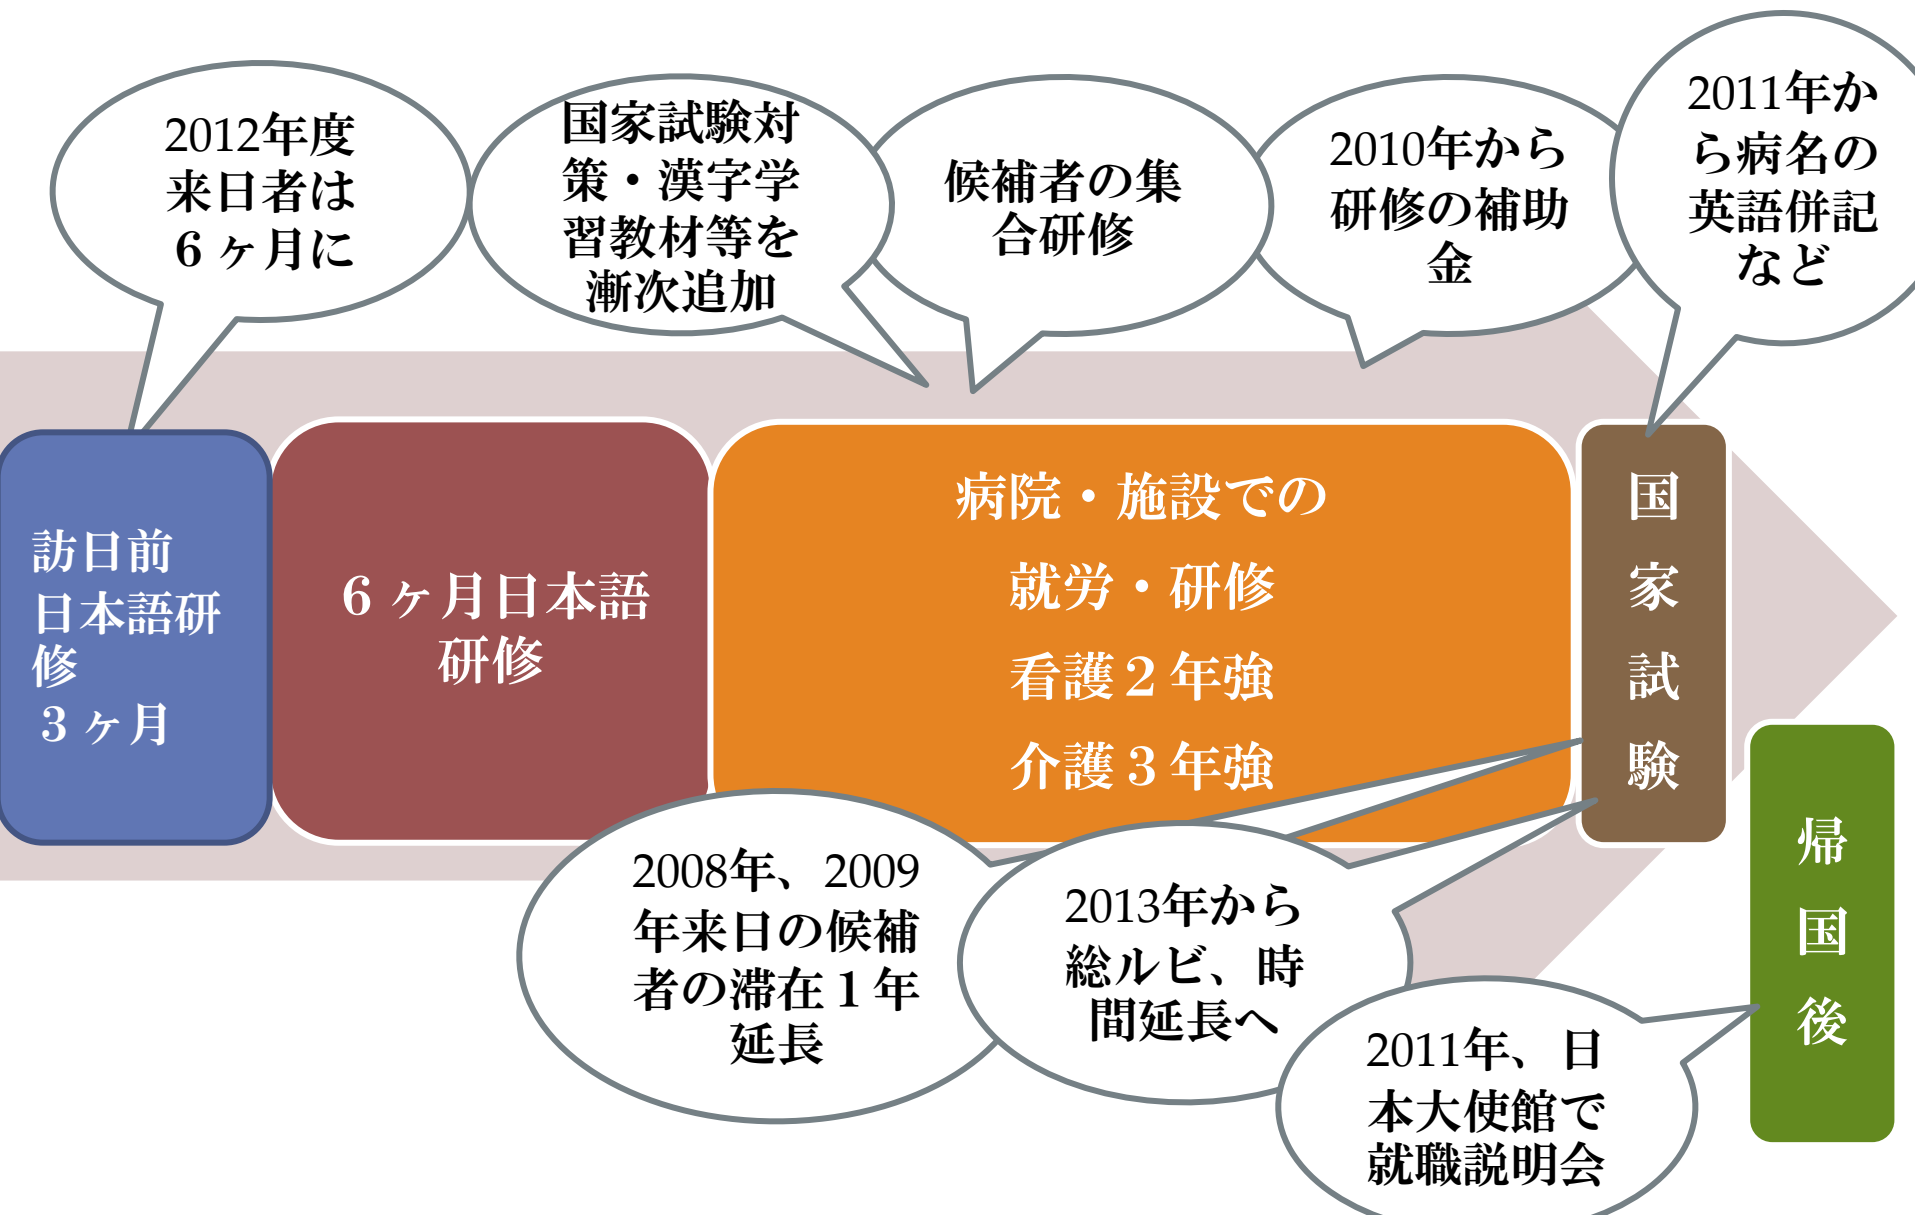 2012年度
来日者は
６ヶ月に
国家試験対
策・漢字学
習教材等を
漸次追加
候補者の集
合研修
2010年から
研修の補助
金
2011年か
ら病名の
英語併記
など
訪日前
日本語研
修
３ヶ月
６ヶ月日本語
研修
病院・施設での
就労・研修
看護２年強
介護３年強
国
家
試
験
帰
国
後
2008年、2009
年来日の候補
者の滞在１年
延長
2013年から
総ルビ、時
間延長へ
2011年、日
本大使館で
就職説明会